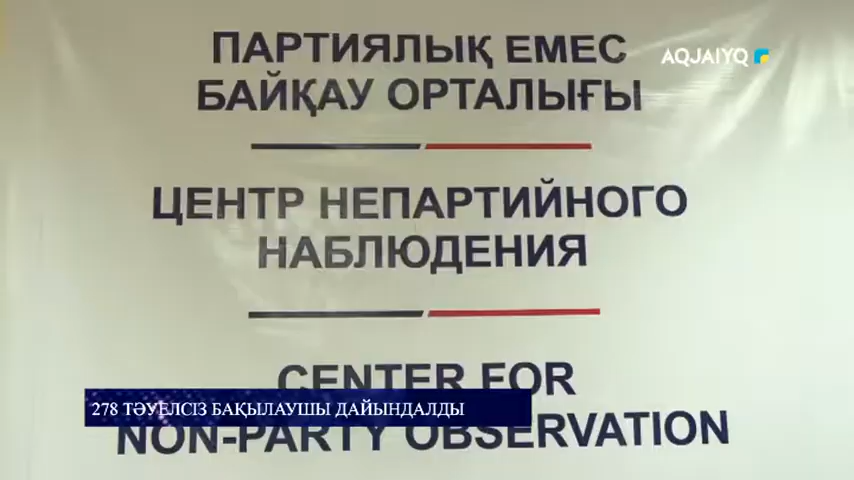 ПАРТИЯЛЫҚ ЕМЕС
AQJAIYQ
БАЙҚАУ ОРТАЛЫҒЫ
ЦЕНТР НЕПАРТИЙНОГО
НАБЛЮДЕНИЯ
CENTER FOR
278 ТӘУЕЛСІЗ БАҚЫЛАУШЫ ДАЙЫНДАЛДЫ
NON-PARTY OBSERVATION